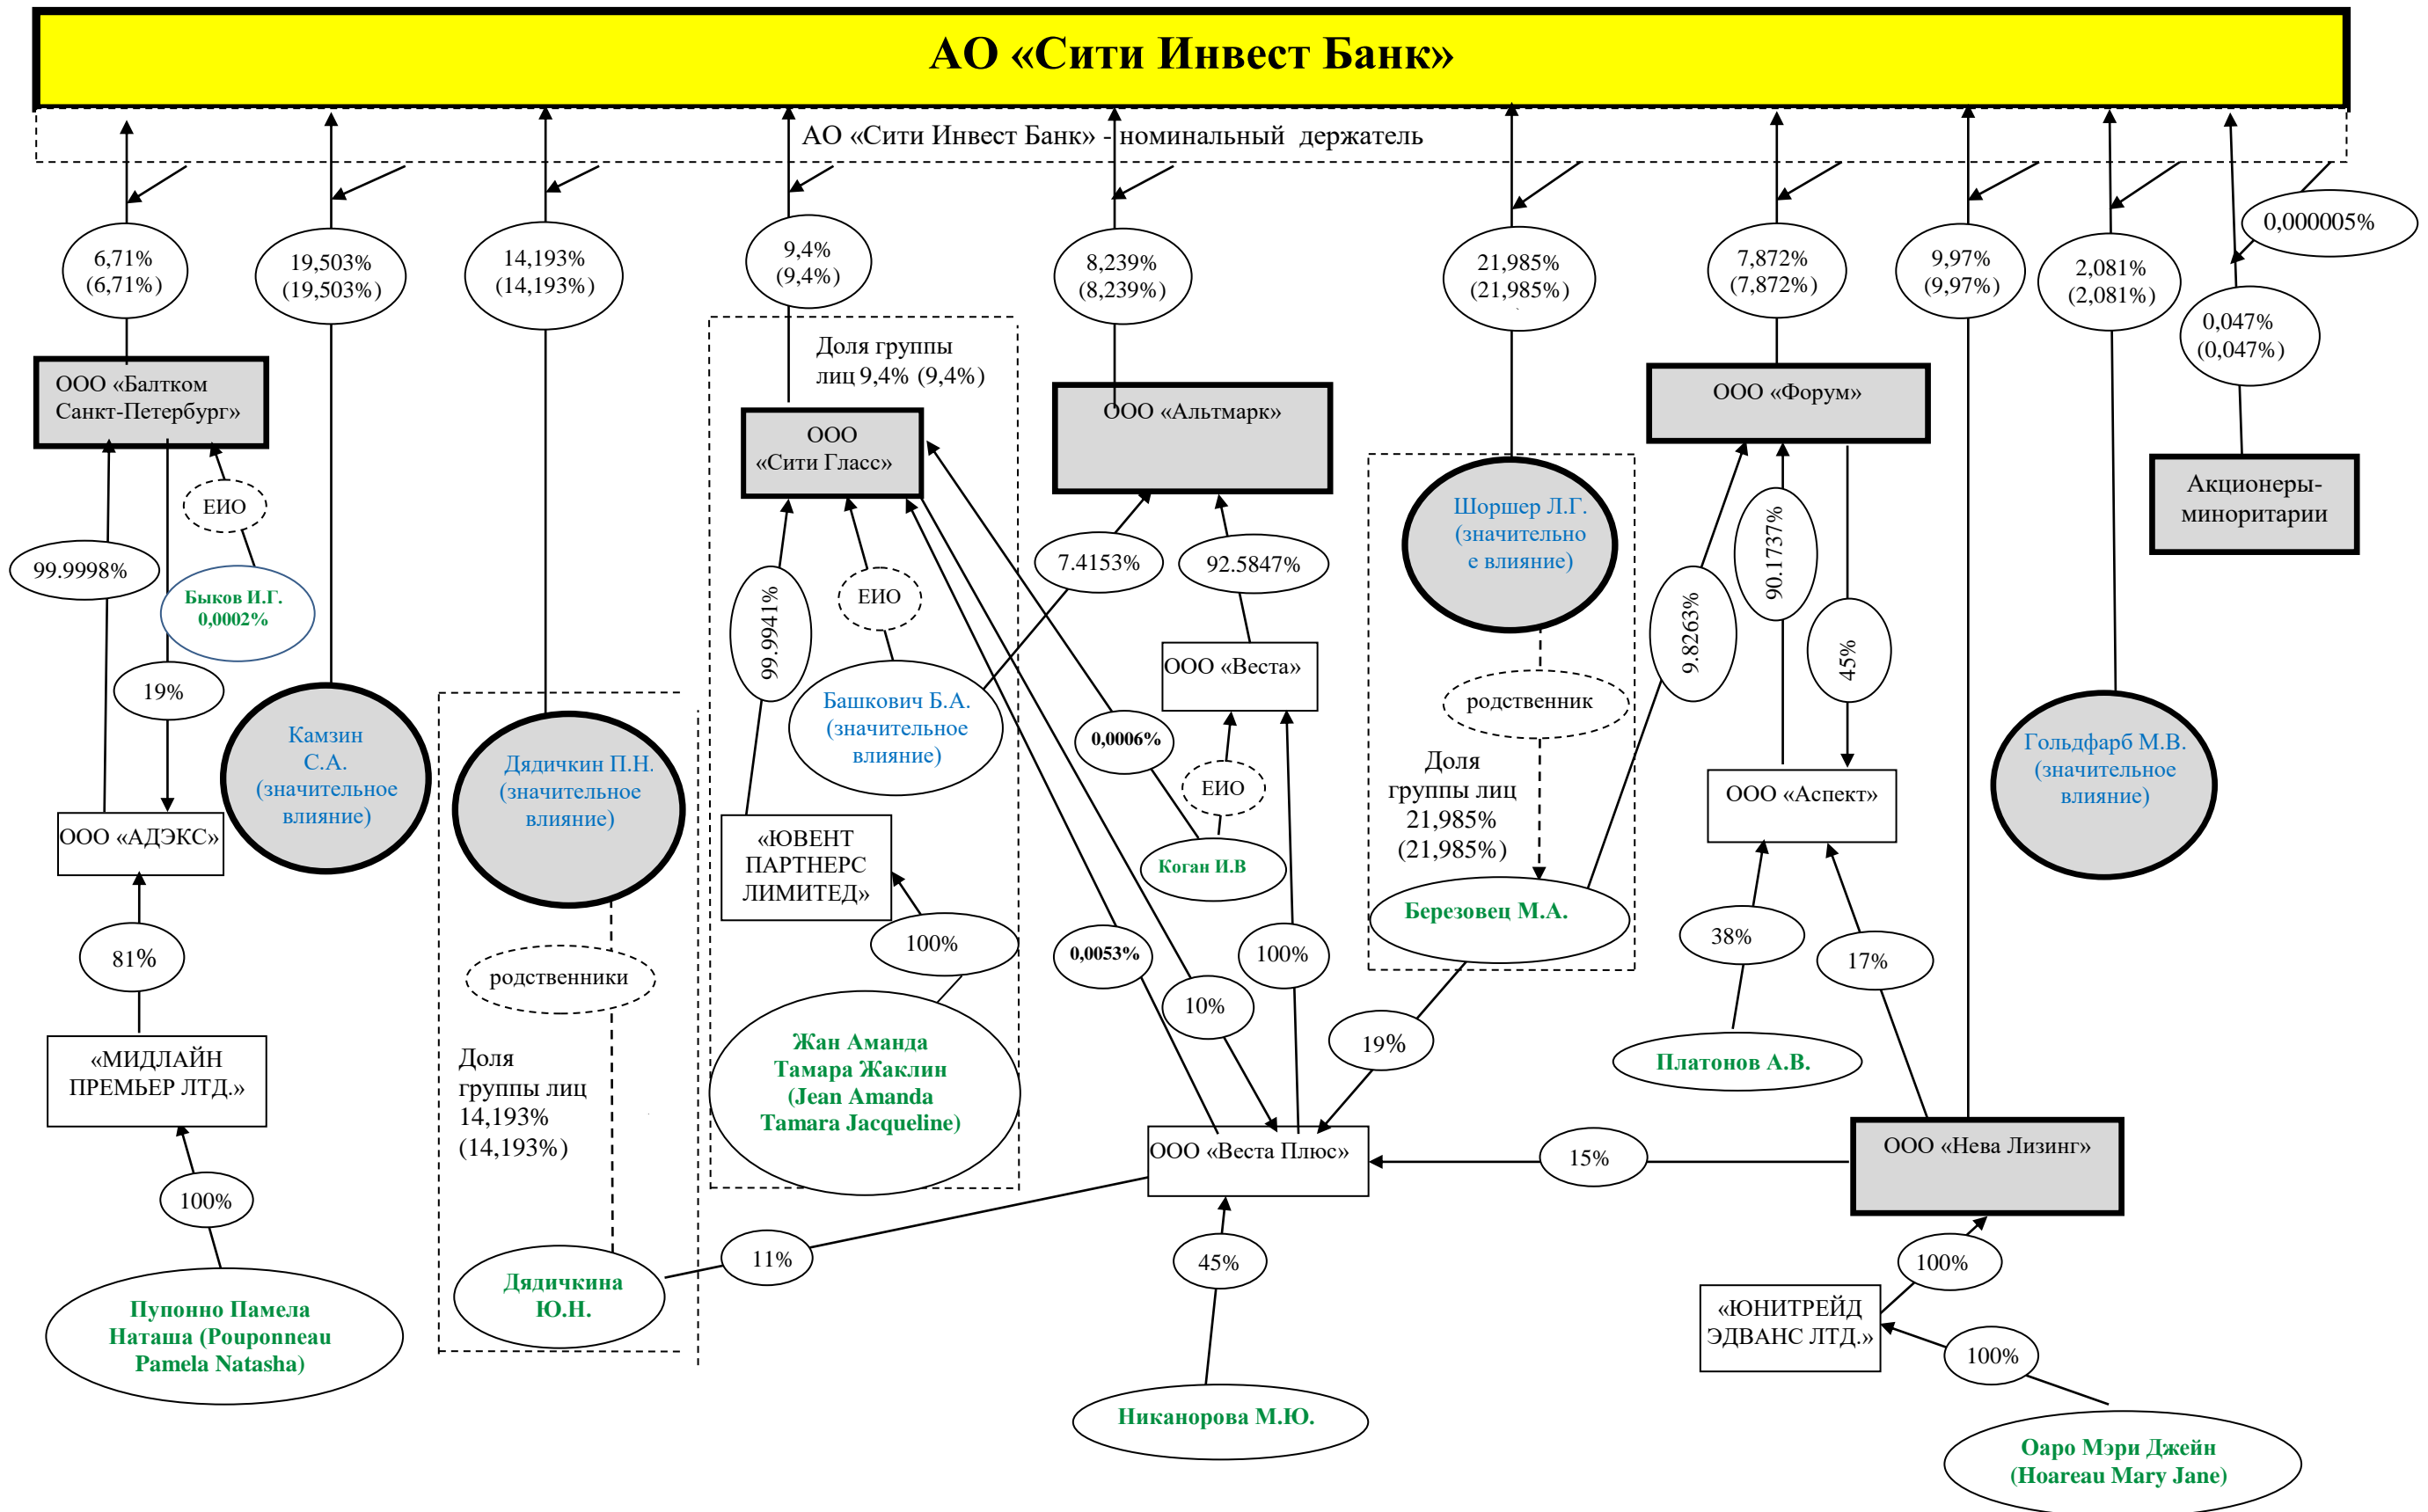 АО «Сити Инвест Банк»
АО «Сити Инвест Банк» - номинальный держатель
6,71%
(6,71%)
19,503%
(19,503%)
14,193%
(14,193%)
9,4%
(9,4%)
8,239%
(8,239%)
21,985%
(21,985%)
7,872%
(7,872%)
9,97%
(9,97%)
2,081%
(2,081%)
0,000005%
0,047%
(0,047%)
ООО «Балтком
Санкт-Петербург»
Доля группы
лиц 9,4% (9,4%)
ООО
«Сити Гласс»
ООО «Альтмарк»
ООО «Форум»
Акционеры-
миноритарии
ЕИО
99.9998%
Быков И.Г.
0,0002%
19%
Камзин
С.А.
(значительное
влияние)
Дядичкин П.Н.
(значительное
влияние)
99.9941%
ЕИО
Башкович Б.А.
(значительное
влияние)
7.4153%
92.5847%
ООО «Веста»
0,0006%
ЕИО
Коган И.В
Шоршер Л.Г.
(значительно
е влияние)
родственник
Доля
группы лиц
21,985%
(21,985%)
Березовец М.А.
9.8263%
90.1737%
45%
ООО «Аспект»
Гольдфарб М.В.
(значительное
влияние)
ООО «АДЭКС»
81%
«МИДЛАЙН
ПРЕМЬЕР ЛТД.»
100%
Пупонно Памела
Наташа (Pouponneau
Pamela Natasha)
родственники
Доля
группы лиц
14,193%
(14,193%)
Дядичкина
Ю.Н.
«ЮВЕНТ
ПАРТНЕРС
ЛИМИТЕД»
100%
Жан Аманда
Тамара Жаклин
(Jean Amanda
Tamara Jacqueline)
0,0053%
10%
100%
19%
38%
17%
Платонов А.В.
ООО «Веста Плюс»
15%
ООО «Нева Лизинг»
11%
45%
Никанорова М.Ю.
100%
«ЮНИТРЕЙД
ЭДВАНС ЛТД.»
100%
Оаро Мэри Джейн
(Hoareau Mary Jane)